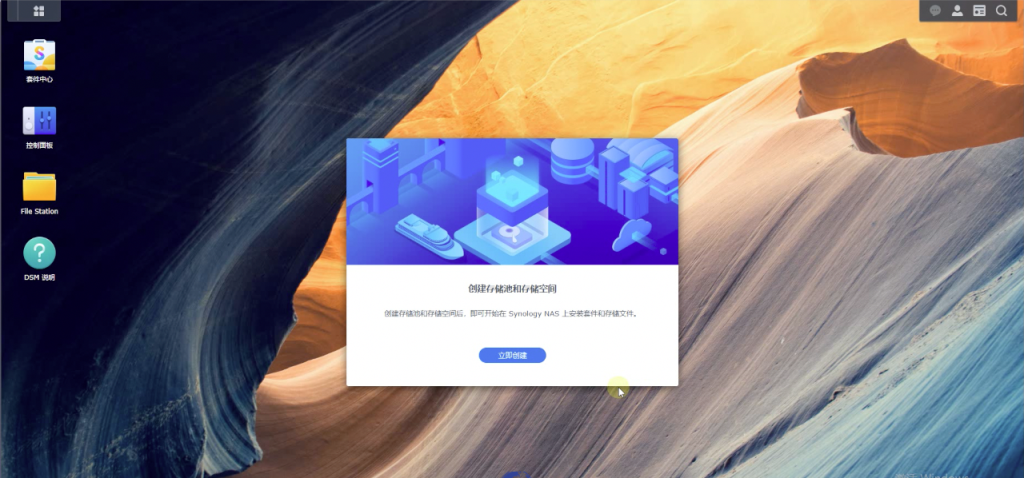 套件中心
控制面板
File Station
DSM 说明
创建存储池和存储空间
创建存储池和存储空间后，即可开始在 Synology NAS 上安装套件和存储文件。
立即创建